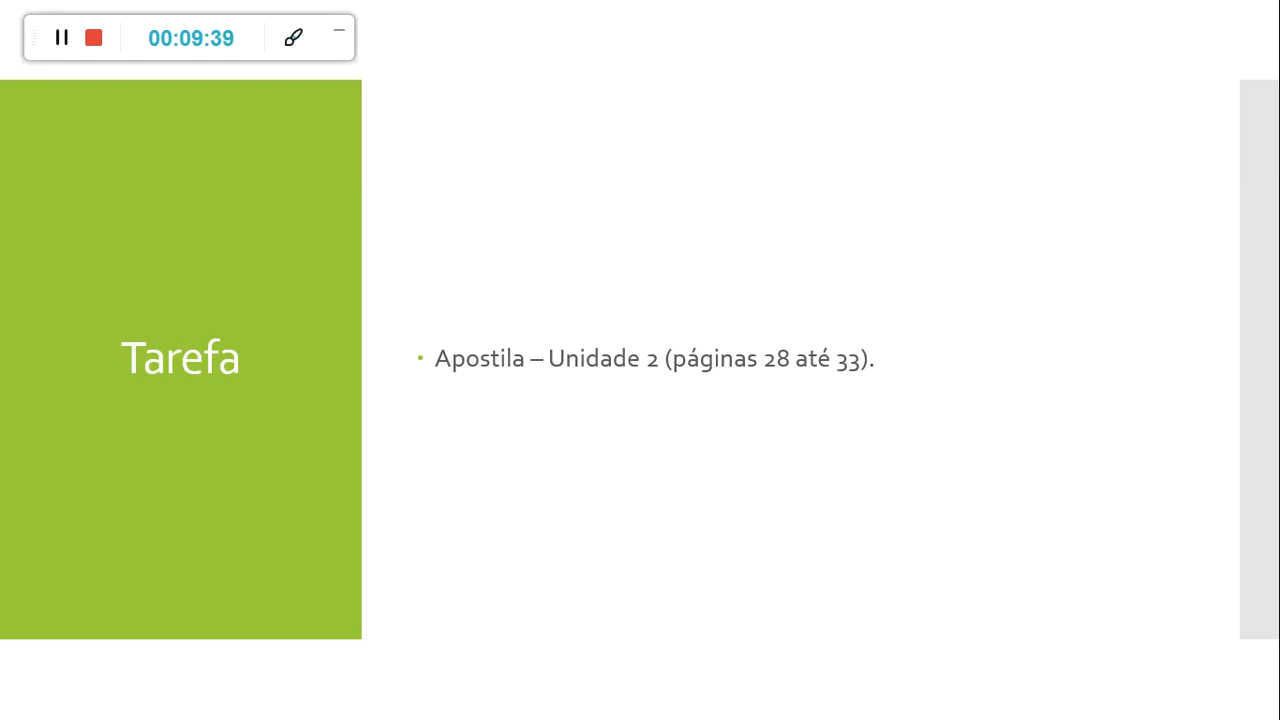 00:09:39
Tarefa
• Apostila – Unidade 2 (páginas 28 até 33).